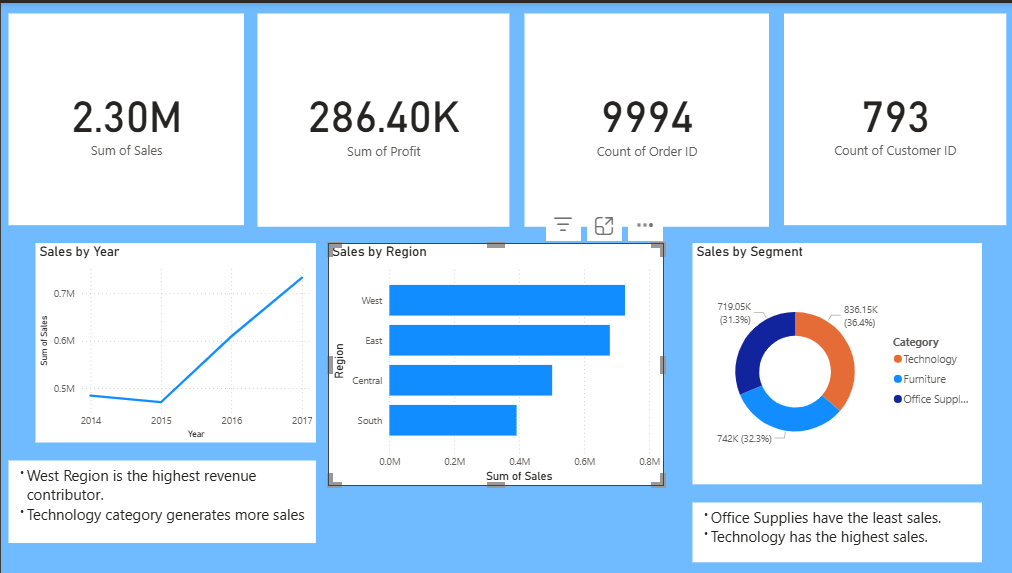 2.30M
Sum of Sales
286.40K
Sum of Profit
9994
Count of Order ID
793
Count of Customer ID
Sales by Year
Sum of Sales
0.7M
0.6M
0.5M
2014 2015 2016 2017
Year
Sales by Region
Region
West
East
Central
South
0.0M 0.2M 0.4M 0.6M 0.8M
Sum of Sales
Sales by Segment
719.05K
(31.3%)
836.15K
(36.4%)
742K (32.3%)
Category
Technology
Furniture
Office Suppl...
• West Region is the highest revenue
contributor.
• Technology category generates more sales
• Office Supplies have the least sales.
• Technology has the highest sales.